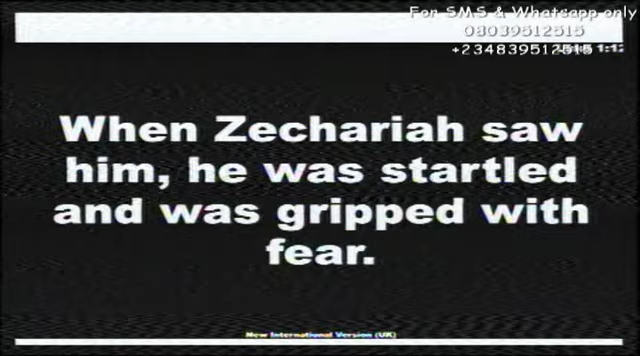 For SMS & Whatsapp only
08039512515
+234839512515
When Zechariah saw
him, he was startled
and was gripped with
fear.
New International Version (UK)